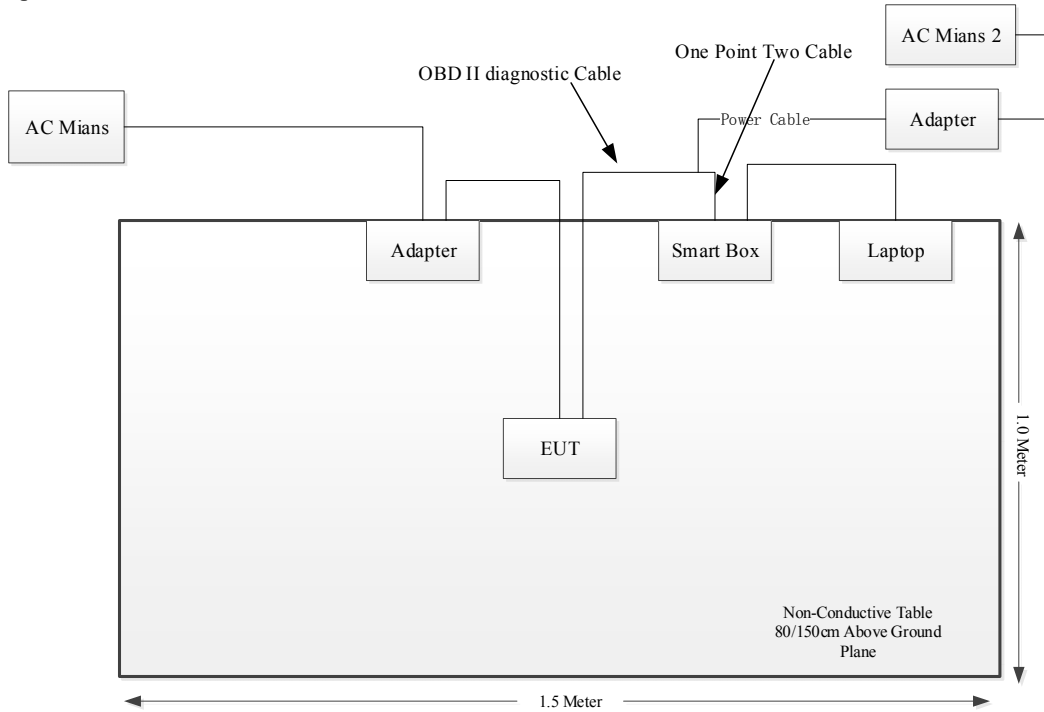 AC Mians 2
One Point Two Cable
OBD II diagnostic Cable
AC Mians
Power Cable
Adapter
Adapter
Smart Box
Laptop
EUT
1.0 Meter
Non-Conductive Table
80/150cm Above Ground
Plane
1.5 Meter